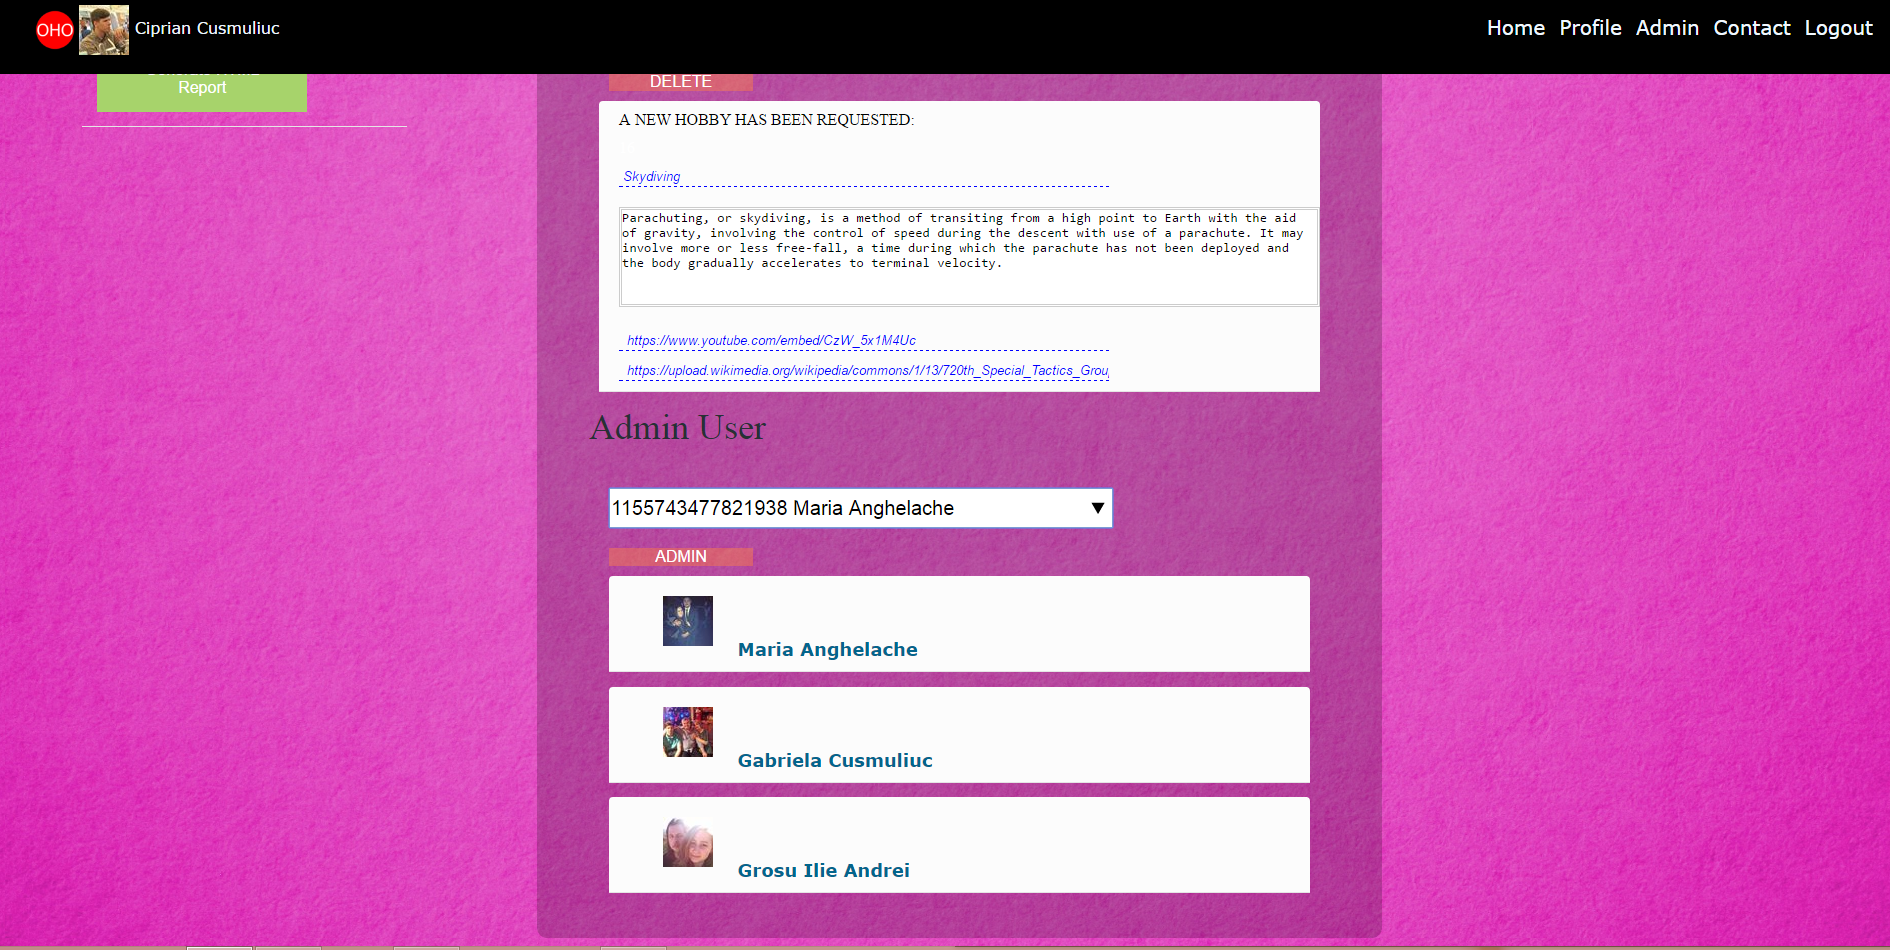 OHO Ciprian Cusmuliuc
Home Profile Admin Contact Logout
Report
DELETE
A NEW HOBBY HAS BEEN REQUESTED:
Skydiving
Parachuting, or skydiving, is a method of transiting from a high point to Earth with the aid
of gravity, involving the control of speed during the descent with use of a parachute. It may
involve more or less free-fall, a time during which the parachute has not been deployed and
the body gradually accelerates to terminal velocity.
https://www.youtube.com/embed/CzW_5x1M4Uc
https://upload.wikimedia.org/wikipedia/commons/1/13/720th_Special_Tactics_Grou
Admin User
1155743477821938 Maria Anghelache
ADMIN
Maria Anghelache
Gabriela Cusmuliuc
Grosu Ilie Andrei